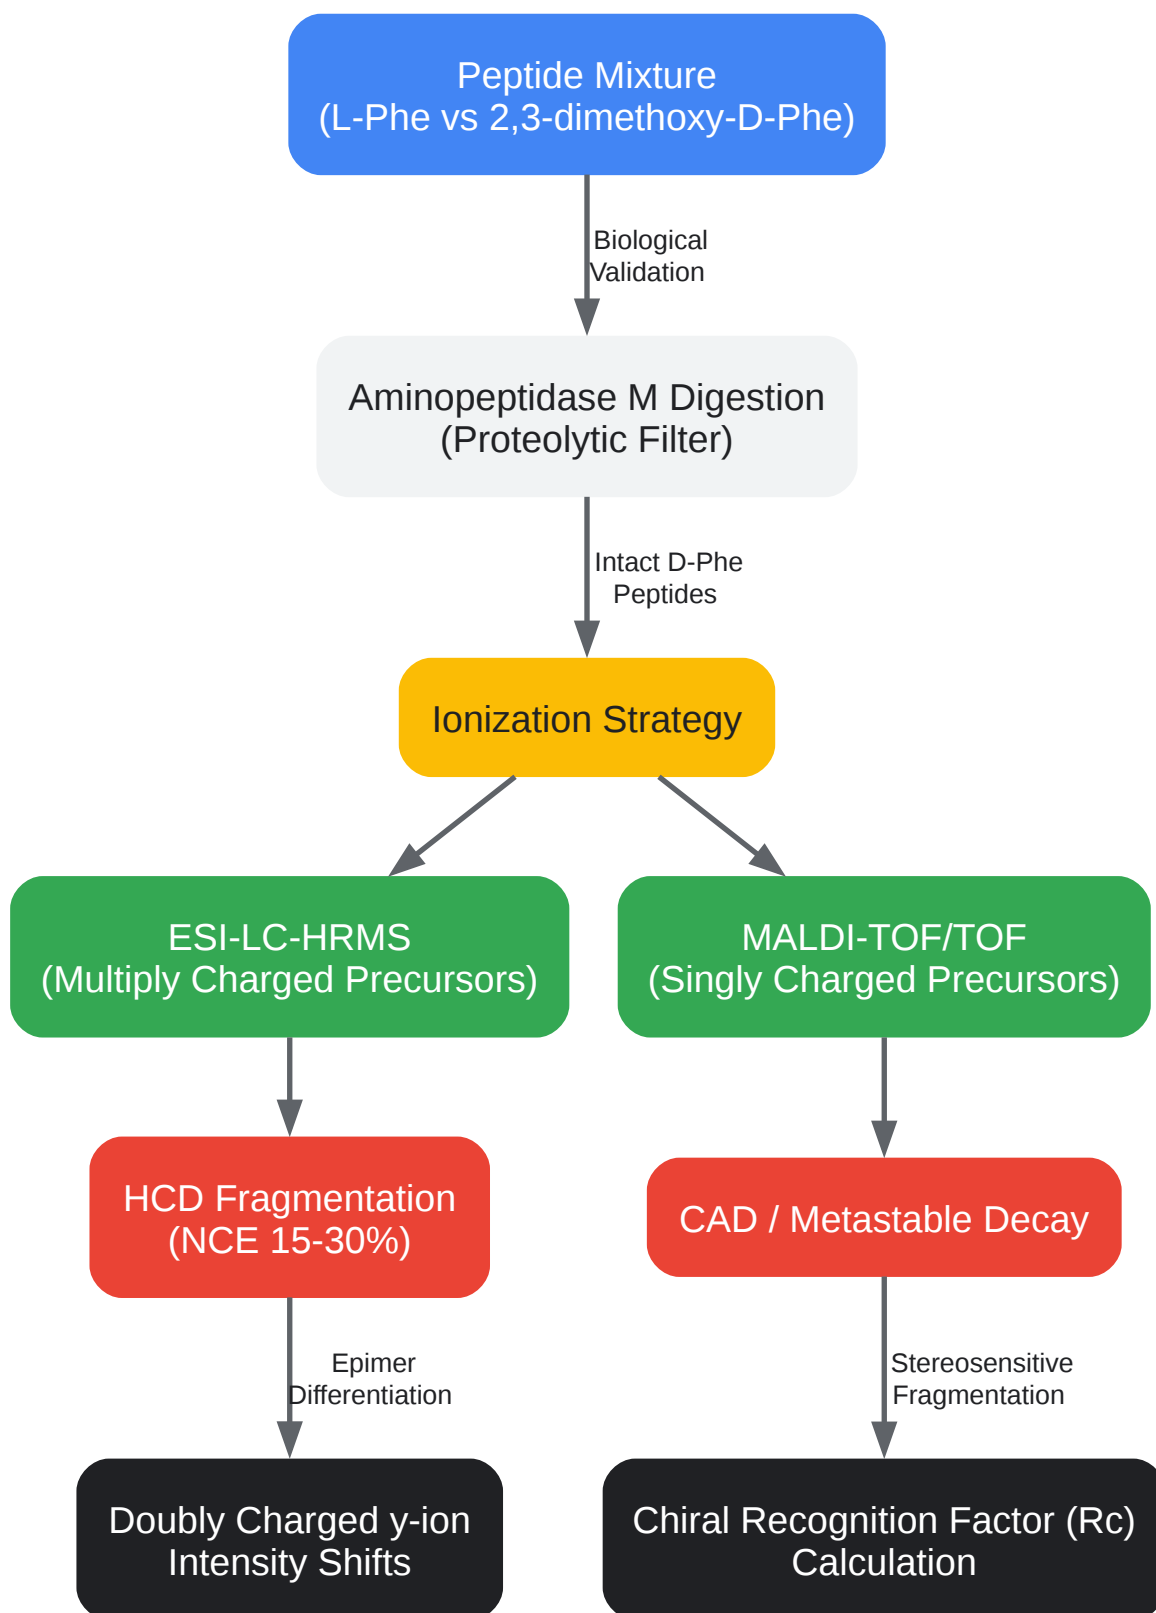 Peptide Mixture
(L-Phe vs 2,3-dimethoxy-D-Phe)
Biological
Validation
Aminopeptidase M Digestion
(Proteolytic Filter)
Intact D-Phe
Peptides
Ionization Strategy
ESI-LC-HRMS
(Multiply Charged Precursors)
MALDI-TOF/TOF
(Singly Charged Precursors)
HCD Fragmentation
(NCE 15-30%)
CAD / Metastable Decay
Epimer
Differentiation
Stereosensitive
Fragmentation
Doubly Charged y-ion
Intensity Shifts
Chiral Recognition Factor (Rc)
Calculation